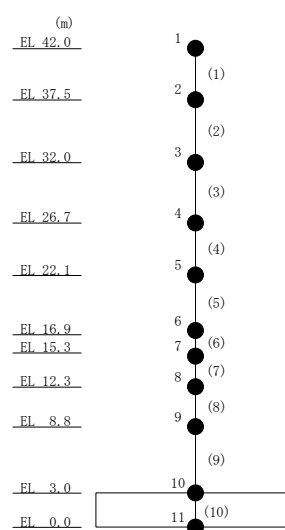 (m)
EL 42.0 1
(1)
EL 37.5 2
(2)
EL 32.0 3
(3)
EL 26.7 4
(4)
EL 22.1 5
(5)
EL 16.9 6
(6)
EL 15.3 7
(7)
EL 12.3 8
(8)
EL 8.8 9
(9)
EL 3.0 10
(10)
EL 0.0 11